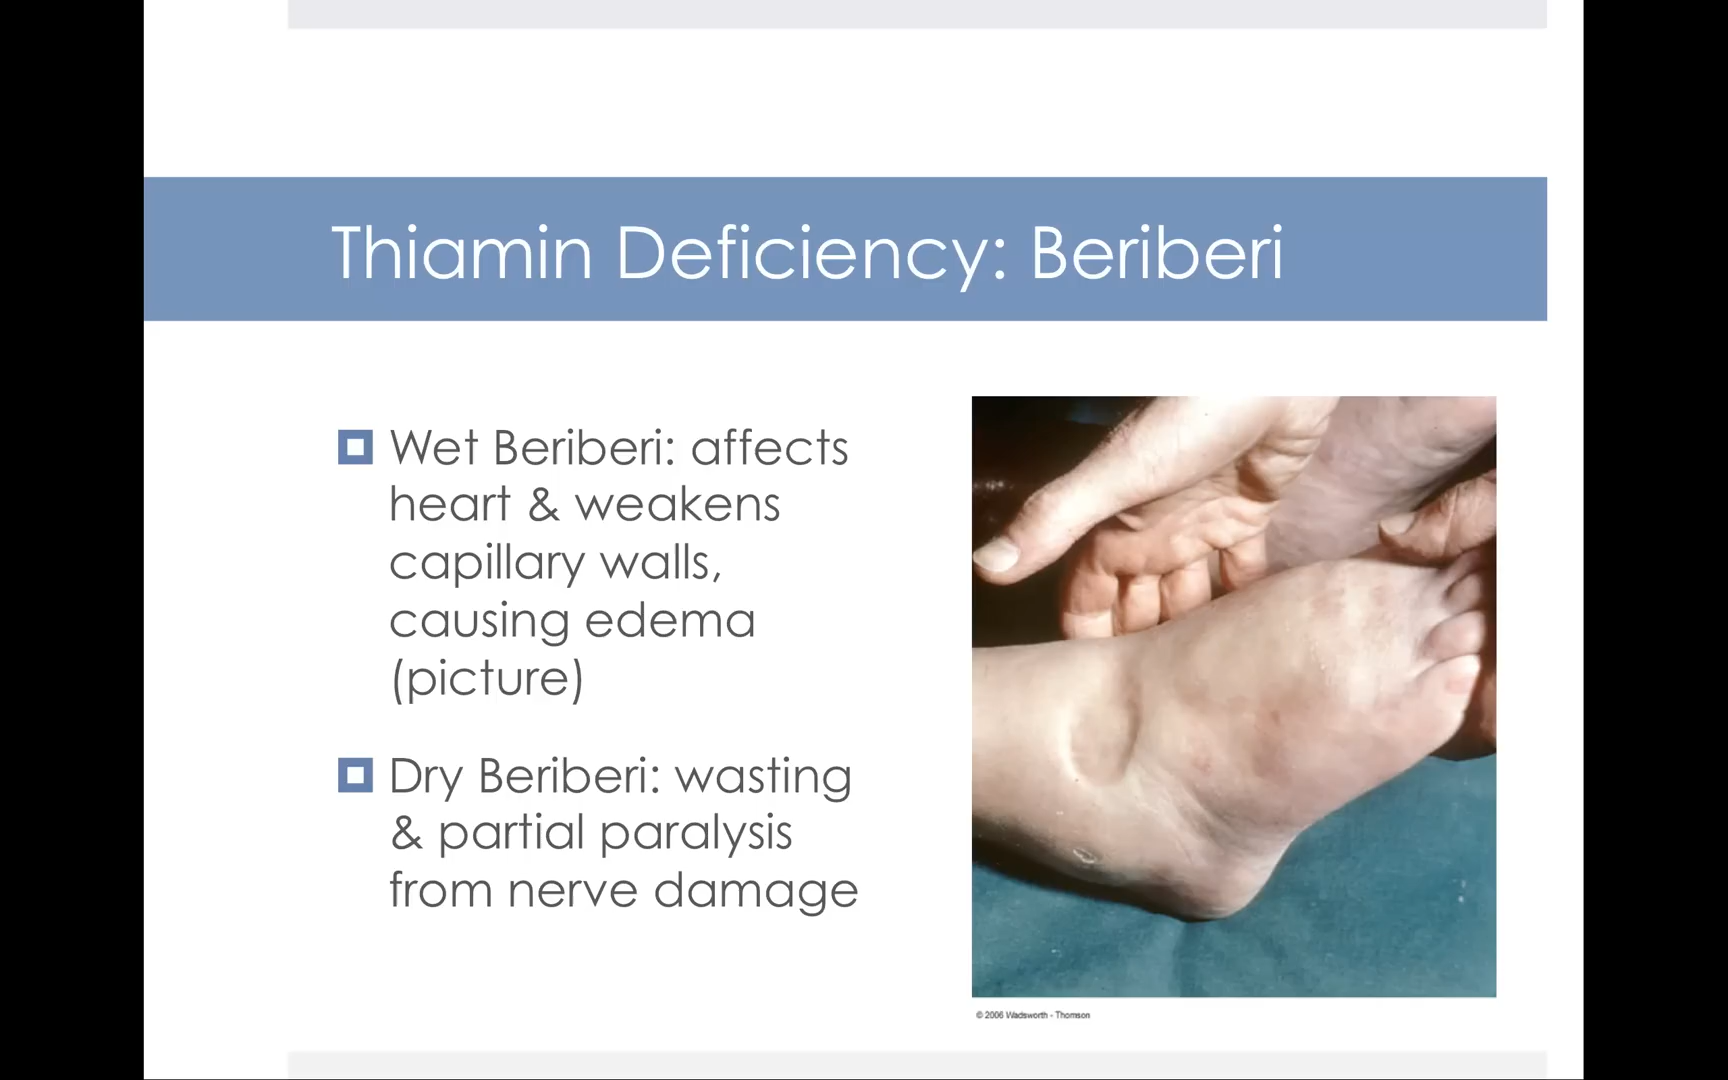 Thiamin Deficiency: Beriberi
Wet Beriberi: affects
heart & weakens
capillary walls,
causing edema
(picture)
Dry Beriberi: wasting
& partial paralysis
from nerve damage
© 2006 Wadsworth - Thomson